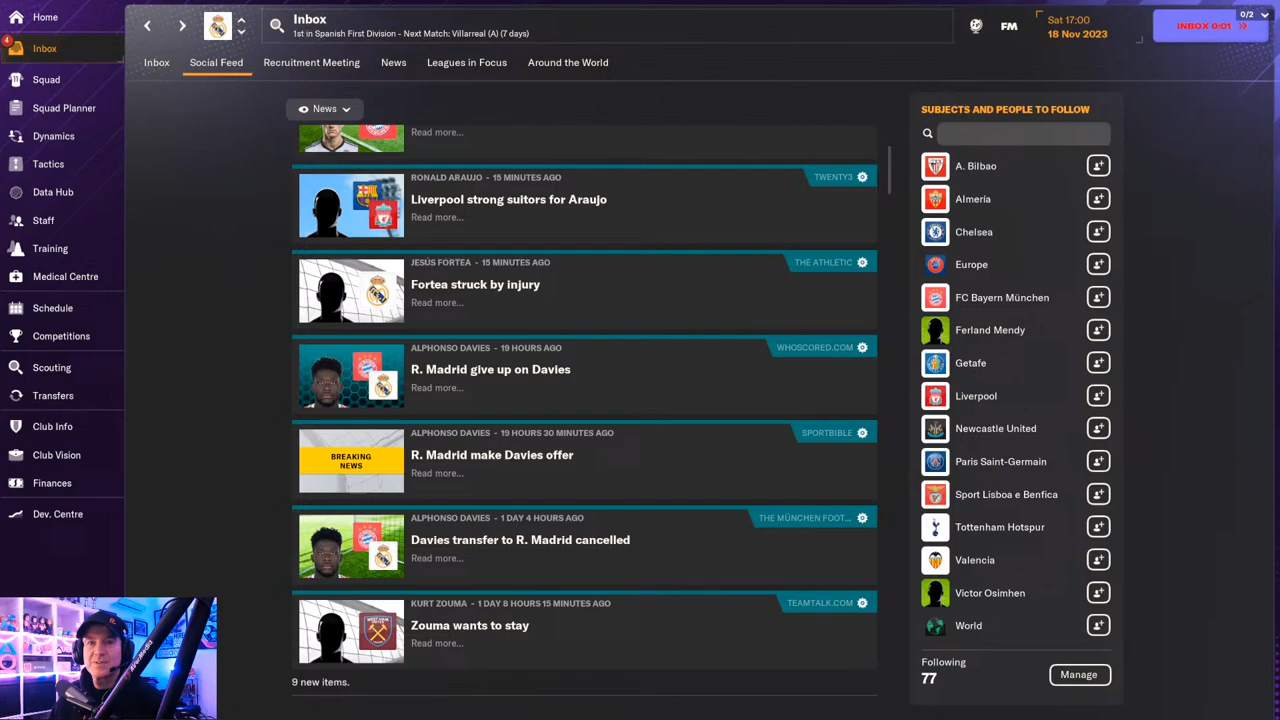 Home
4
Inbox
Squad
Squad Planner
Dynamics
Tactics
Data Hub
Staff
Training
Medical Centre
Schedule
Competitions
Scouting
Transfers
Club Info
Club Vision
Finances
Dev. Centre
Inbox
1st in Spanish First Division - Next Match: Villarreal (A) (7 days)
FM
Sat 17:00
18 Nov 2023
0/2
INBOX 0:01
Inbox
Social Feed
Recruitment Meeting
News
Leagues in Focus
Around the World
News
Read more...
RONALD ARAUJO - 15 MINUTES AGO
TWENTY3
Liverpool strong suitors for Araujo
Read more...
JESÚS FORTEA - 15 MINUTES AGO
THE ATHLETIC
Fortea struck by injury
Read more...
ALPHONSO DAVIES - 19 HOURS AGO
WHOSCORED.COM
R. Madrid give up on Davies
Read more...
ALPHONSO DAVIES - 19 HOURS 30 MINUTES AGO
SPORTBIBLE
BREAKING
NEWS
R. Madrid make Davies offer
Read more...
ALPHONSO DAVIES - 1 DAY 4 HOURS AGO
THE MÜNCHEN FOOT...
Davies transfer to R. Madrid cancelled
Read more...
KURT ZOUMA - 1 DAY 8 HOURS 15 MINUTES AGO
TEAMTALK.COM
Zouma wants to stay
Read more...
9 new items.
SUBJECTS AND PEOPLE TO FOLLOW
A. Bilbao
Almería
Chelsea
Europe
FC Bayern München
Ferland Mendy
Getafe
Liverpool
Newcastle United
Paris Saint-Germain
Sport Lisboa e Benfica
Tottenham Hotspur
Valencia
Victor Osimhen
World
Following
77
Manage